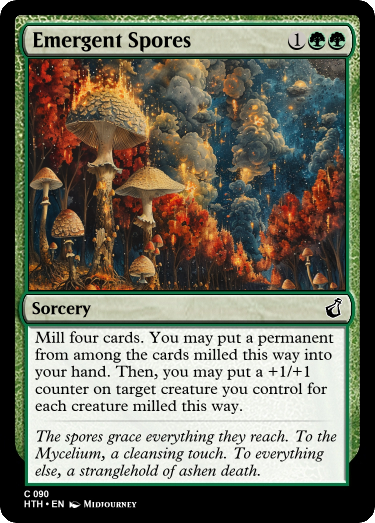 Emergent Spores 1
Sorcery
Mill four cards. You may put a permanent
from among the cards milled this way into
your hand. Then, you may put a +1/+1
counter on target creature you control for
each creature milled this way.
The spores grace everything they reach. To the
Mycelium, a cleansing touch. To everything
else, a stranglehold of ashen death.
C 090
HTH • EN MIDJOURNEY